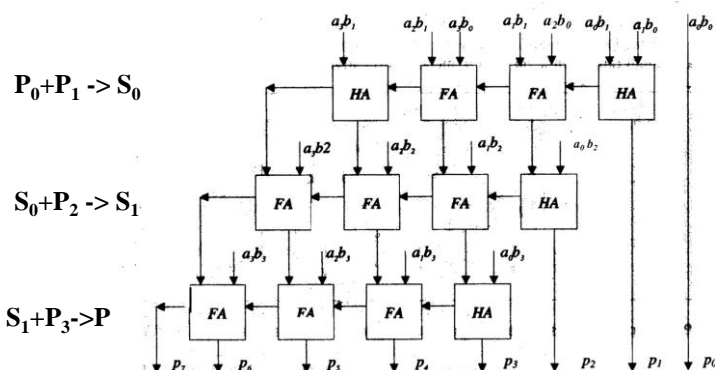 a₃b₁ a₂b₁ a₃b₀ a₁b₁ a₂b₀ a₀b₁ a₁b₀ a₀b₀
P₀+P₁ -> S₀ HA FA FA HA
a₃b2 a₂b₂ a₁b₂ a₀b₂
S₀+P₂ -> S₁ FA FA FA HA
a₃b₃ a₂b₃ a₁b₃ a₀b₃
S₁+P₃->P FA FA FA HA
p₇ p₆ p₅ p₄ p₃ p₂ p₁ p₀